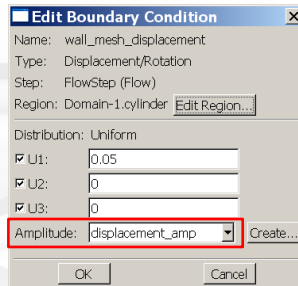 Edit Boundary Condition
Name: wall_mesh_displacement
Type: Displacement/Rotation
Step: FlowStep (Flow)
Region: Domain-1.cylinder Edit Region...
Distribution: Uniform
U1: 0.05
U2: 0
U3: 0
Amplitude: displacement_amp Create...
OK Cancel